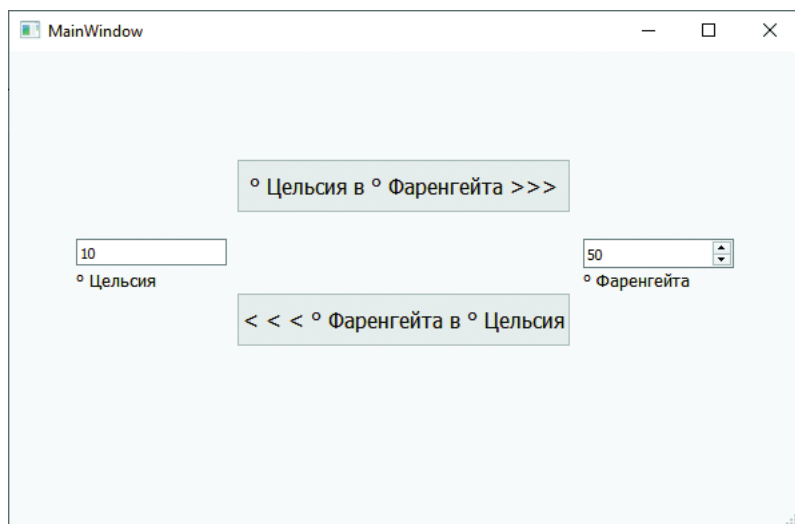 MainWindow
° Цельсия в ° Фаренгейта >>>
10
50
° Цельсия
° Фаренгейта
< < < ° Фаренгейта в ° Цельсия